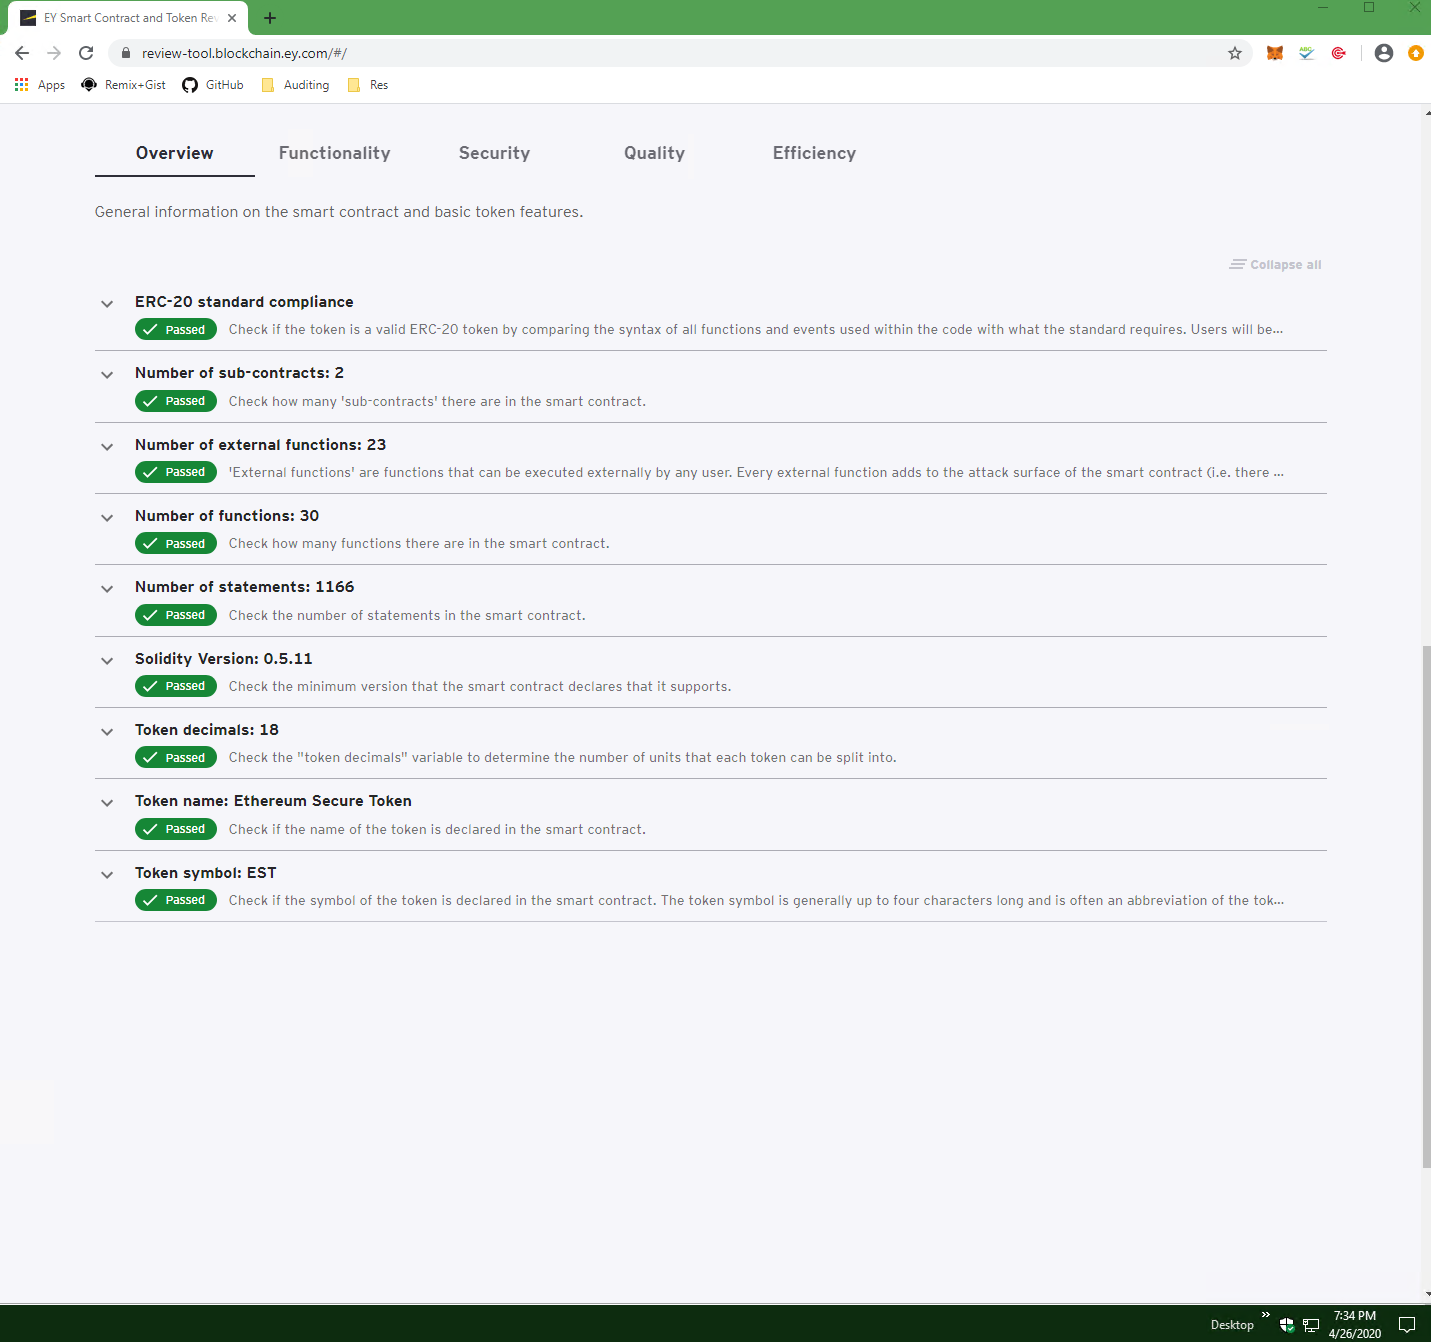 EY Smart Contract and Token Rev
review-tool.blockchain.ey.com/#/
Apps Remix+Gist GitHub Auditing Res
Overview Functionality Security Quality Efficiency
General information on the smart contract and basic token features.
Collapse all
ERC-20 standard compliance
Passed Check if the token is a valid ERC-20 token by comparing the syntax of all functions and events used within the code with what the standard requires. Users will be...
Number of sub-contracts: 2
Passed Check how many 'sub-contracts' there are in the smart contract.
Number of external functions: 23
Passed 'External functions' are functions that can be executed externally by any user. Every external function adds to the attack surface of the smart contract (i.e. there ...
Number of functions: 30
Passed Check how many functions there are in the smart contract.
Number of statements: 1166
Passed Check the number of statements in the smart contract.
Solidity Version: 0.5.11
Passed Check the minimum version that the smart contract declares that it supports.
Token decimals: 18
Passed Check the "token decimals" variable to determine the number of units that each token can be split into.
Token name: Ethereum Secure Token
Passed Check if the name of the token is declared in the smart contract.
Token symbol: EST
Passed Check if the symbol of the token is declared in the smart contract. The token symbol is generally up to four characters long and is often an abbreviation of the tok...
Desktop » 7:34 PM
4/26/2020